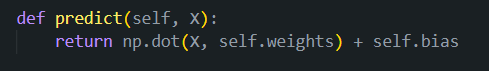 def predict(self, X):
    return np.dot(X, self.weights) + self.bias